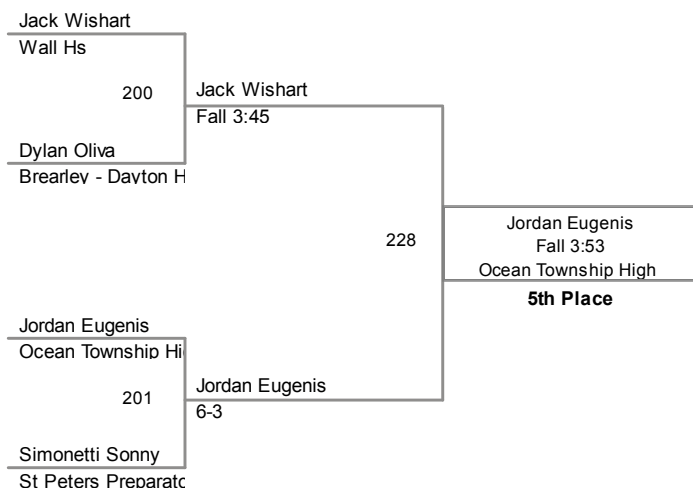 Jack Wishart
Wall Hs
200
Jack Wishart
Fall 3:45
Dylan Oliva
Brearley - Dayton H
228
Jordan Eugenis
Fall 3:53
Ocean Township High
5th Place
Jordan Eugenis
Ocean Township Hi
201
Jordan Eugenis
6-3
Simonetti Sonny
St Peters Preparato